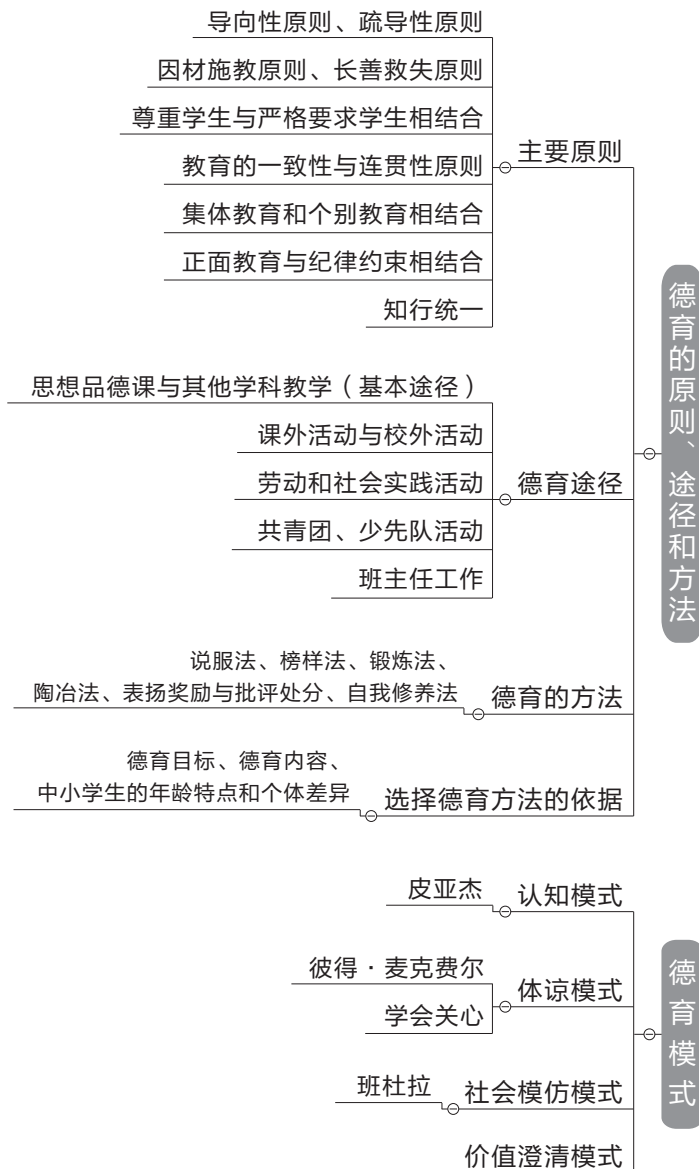 导向性原则、疏导性原则
因材施教原则、长善救失原则
尊重学生与严格要求学生相结合
教育的一致性与连贯性原则
集体教育和个别教育相结合
正面教育与纪律约束相结合
知行统一
主要原则
思想品德课与其他学科教学（基本途径）
课外活动与校外活动
劳动和社会实践活动
共青团、少先队活动
班主任工作
德育途径
说服法、榜样法、锻炼法、
陶冶法、表扬奖励与批评处分、自我修养法
德育的方法
德育目标、德育内容、
中小学生的年龄特点和个体差异
选择德育方法的依据
德育的原则、途径和方法
皮亚杰
认知模式
彼得·麦克费尔
学会关心
体谅模式
班杜拉
社会模仿模式
价值澄清模式
德育模式